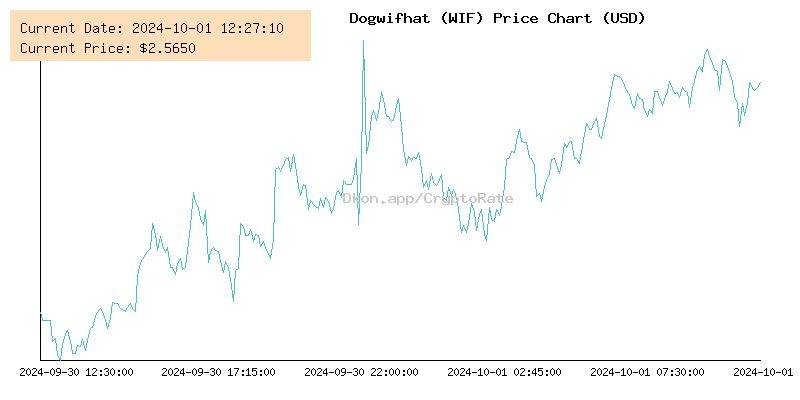 Dogwifhat (WIF) Price Chart (USD)
Current Date: 2024-10-01 12:27:10
Current Price: $2.5650
Dkon.app/CryptoRate
2024-09-30 12:30:00 2024-09-30 17:15:00 2024-09-30 22:00:00 2024-10-01 02:45:00 2024-10-01 07:30:00 2024-10-01